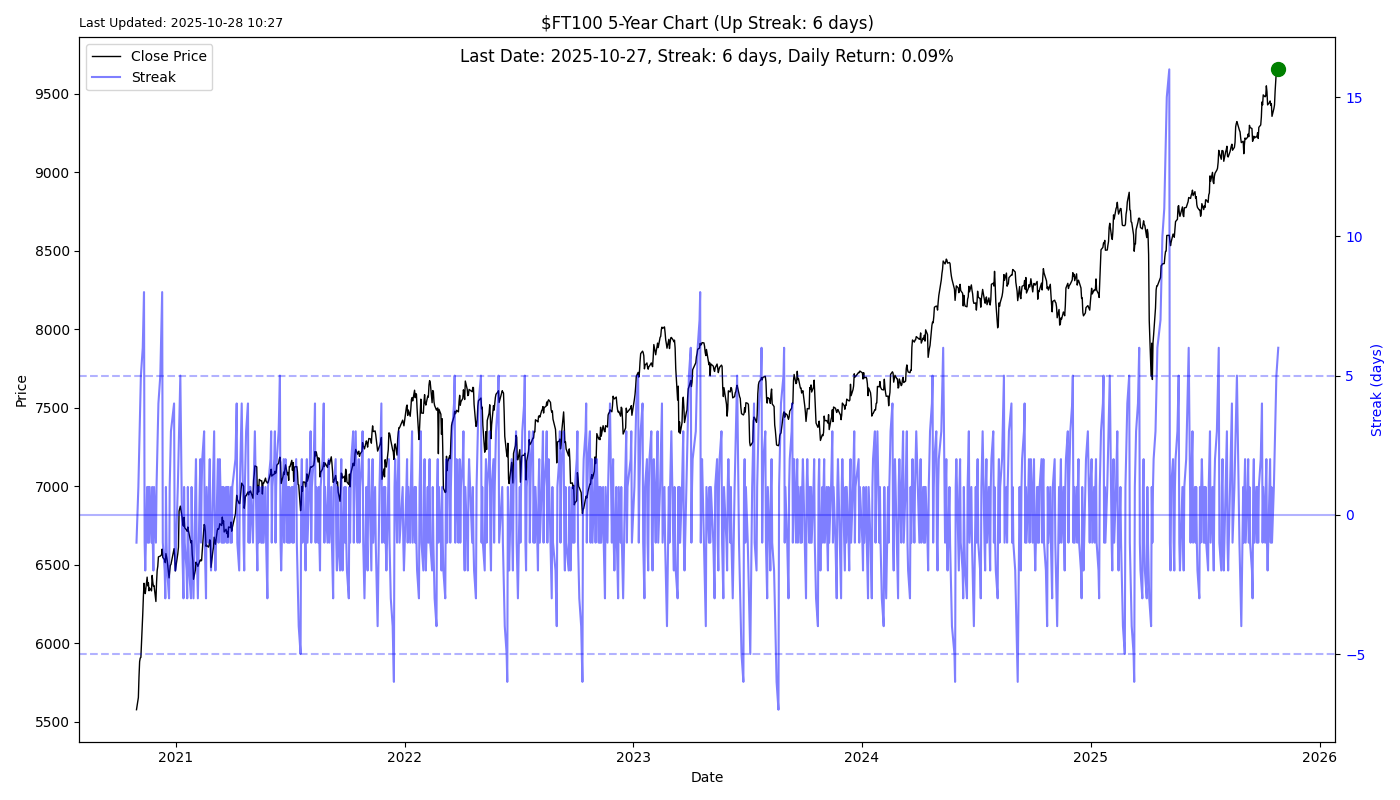 Last Updated: 2025-10-28 10:27
$FT100 5-Year Chart (Up Streak: 6 days)
Last Date: 2025-10-27, Streak: 6 days, Daily Return: 0.09%
Close Price
Streak
9500
9000
8500
8000
7500
7000
6500
6000
5500
Price
15
10
5
0
−5
Streak (days)
2021
2022
2023
2024
2025
2026
Date